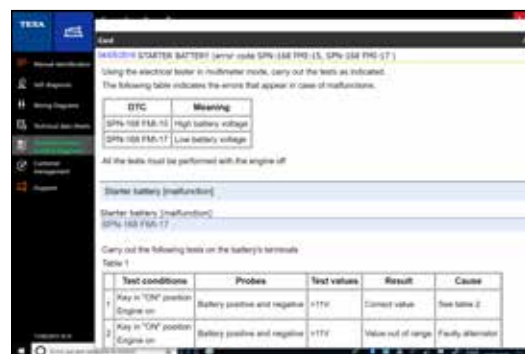 TEXA
Card
Manual identification
Self diagnosis
Wiring Diagrams
Technical data sheets
Customer
management
Support
04/05/2016 STARTER BATTERY (error code SPN-168 FMI-15, SPN-168 FMI-17 )
Using the electrical tester in multimeter mode, carry out the tests as indicated.
The following table indicates the errors that appear in case of malfunctions.
DTC Meaning
SPN-168 FMI-15 High battery voltage
SPN-168 FMI-17 Low battery voltage
All the tests must be performed with the engine off
Starter battery [malfunction]
Starter battery [malfunction]
SPN-168 FMI-17
Carry out the following tests on the battery's terminals
Table 1
Test conditions Probes Test values Result Cause
1 Key in "ON" position
Engine on Battery positive and negative >11V Correct value See table 2
2 Key in "ON" position
Engine on Battery positive and negative <11V Value out of range Faulty alternator